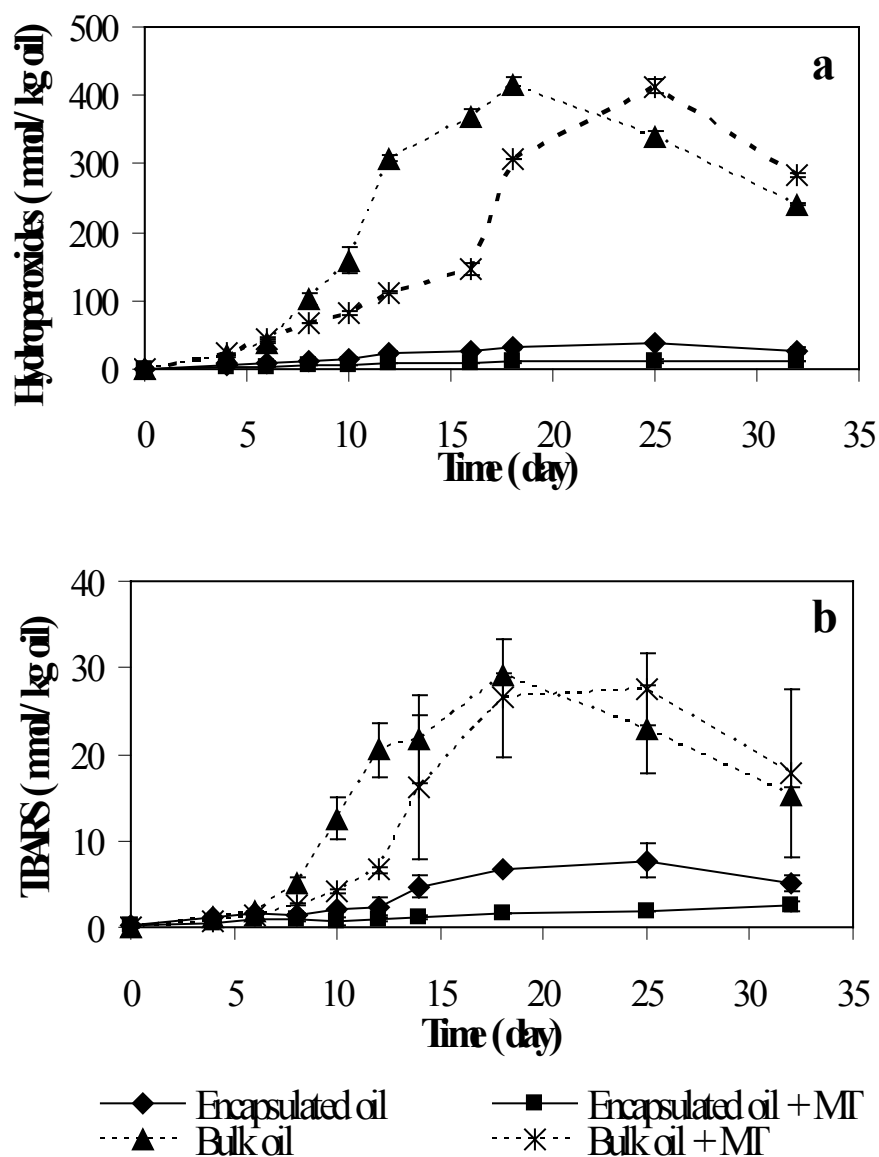 a
500
400
300
200
100
0
Hydroperoxides (mmol/ kg oil)
0 5 10 15 20 25 30 35
Time (day)
b
40
30
20
10
0
TBARS (mmol/ kg oil)
0 5 10 15 20 25 30 35
Time (day)
Encapsulated oil Encapsulated oil + MT
Bulk oil Bulk oil + MT